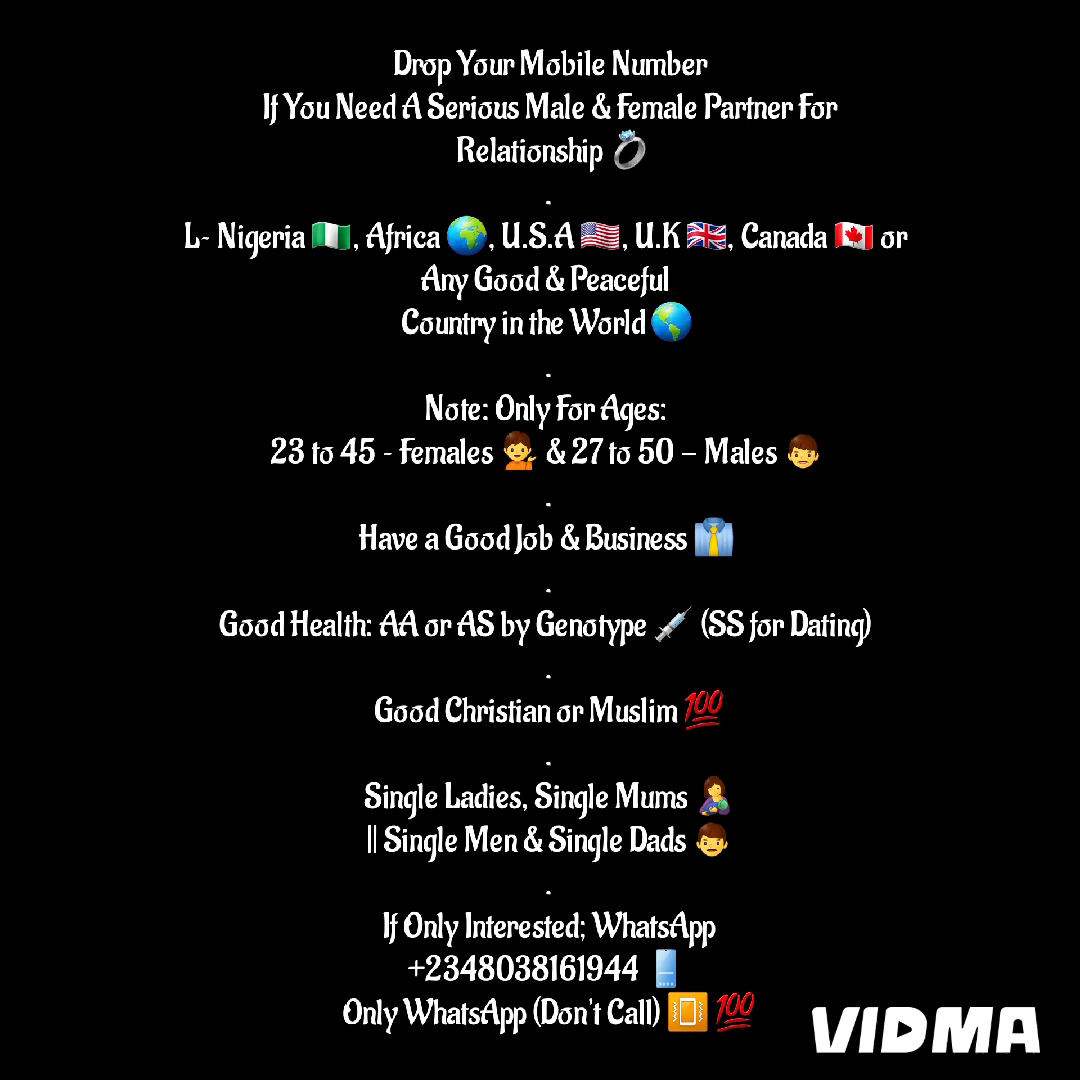 Drop Your Mobile Number
If You Need A Serious Male & Female Partner For
Relationship 💍
.
L- Nigeria 🇳🇬, Africa 🌍, U.S.A 🇺🇸, U.K 🇬🇧, Canada 🇨🇦 or
Any Good & Peaceful
Country in the World 🌎
.
Note: Only For Ages:
23 to 45 - Females 💁 & 27 to 50 – Males 👨
.
Have a Good Job & Business 👔
.
Good Health: AA or AS by Genotype 💉 (SS for Dating)
.
Good Christian or Muslim 💯
.
Single Ladies, Single Mums 👩‍🍼
|| Single Men & Single Dads 👨
.
If Only Interested; WhatsApp
+2348038161944 📱
Only WhatsApp (Don't Call) 📳 💯
VIDMA